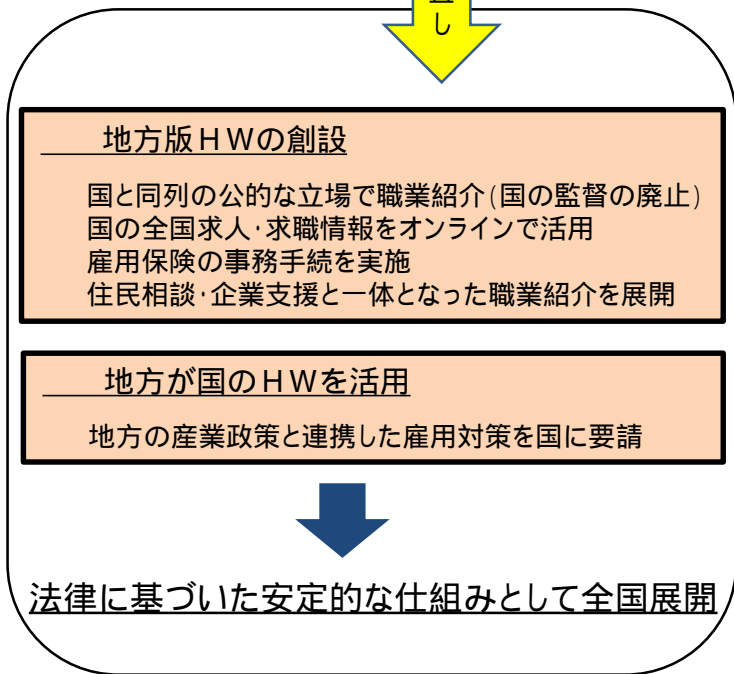 し
地方版ＨＷの創設
国と同列の公的な立場で職業紹介(国の監督の廃止)
国の全国求人･求職情報をオンラインで活用
雇用保険の事務手続を実施
住民相談･企業支援と一体となった職業紹介を展開
地方が国のＨＷを活用
地方の産業政策と連携した雇用対策を国に要請
法律に基づいた安定的な仕組みとして全国展開